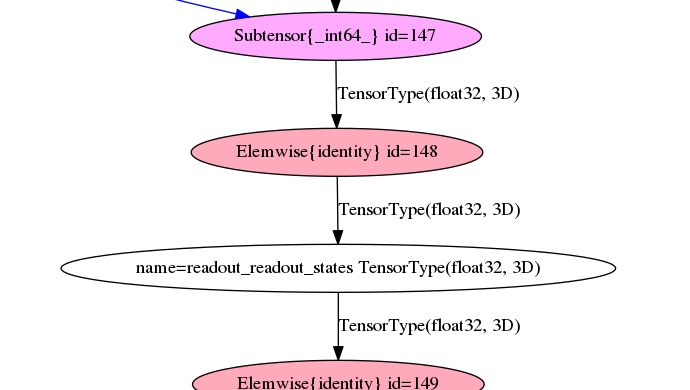 Subtensor{_int64_} id=147
TensorType(float32, 3D)
Elemwise{identity} id=148
TensorType(float32, 3D)
name=readout_readout_states TensorType(float32, 3D)
TensorType(float32, 3D)
Elemwise{identity} id=149